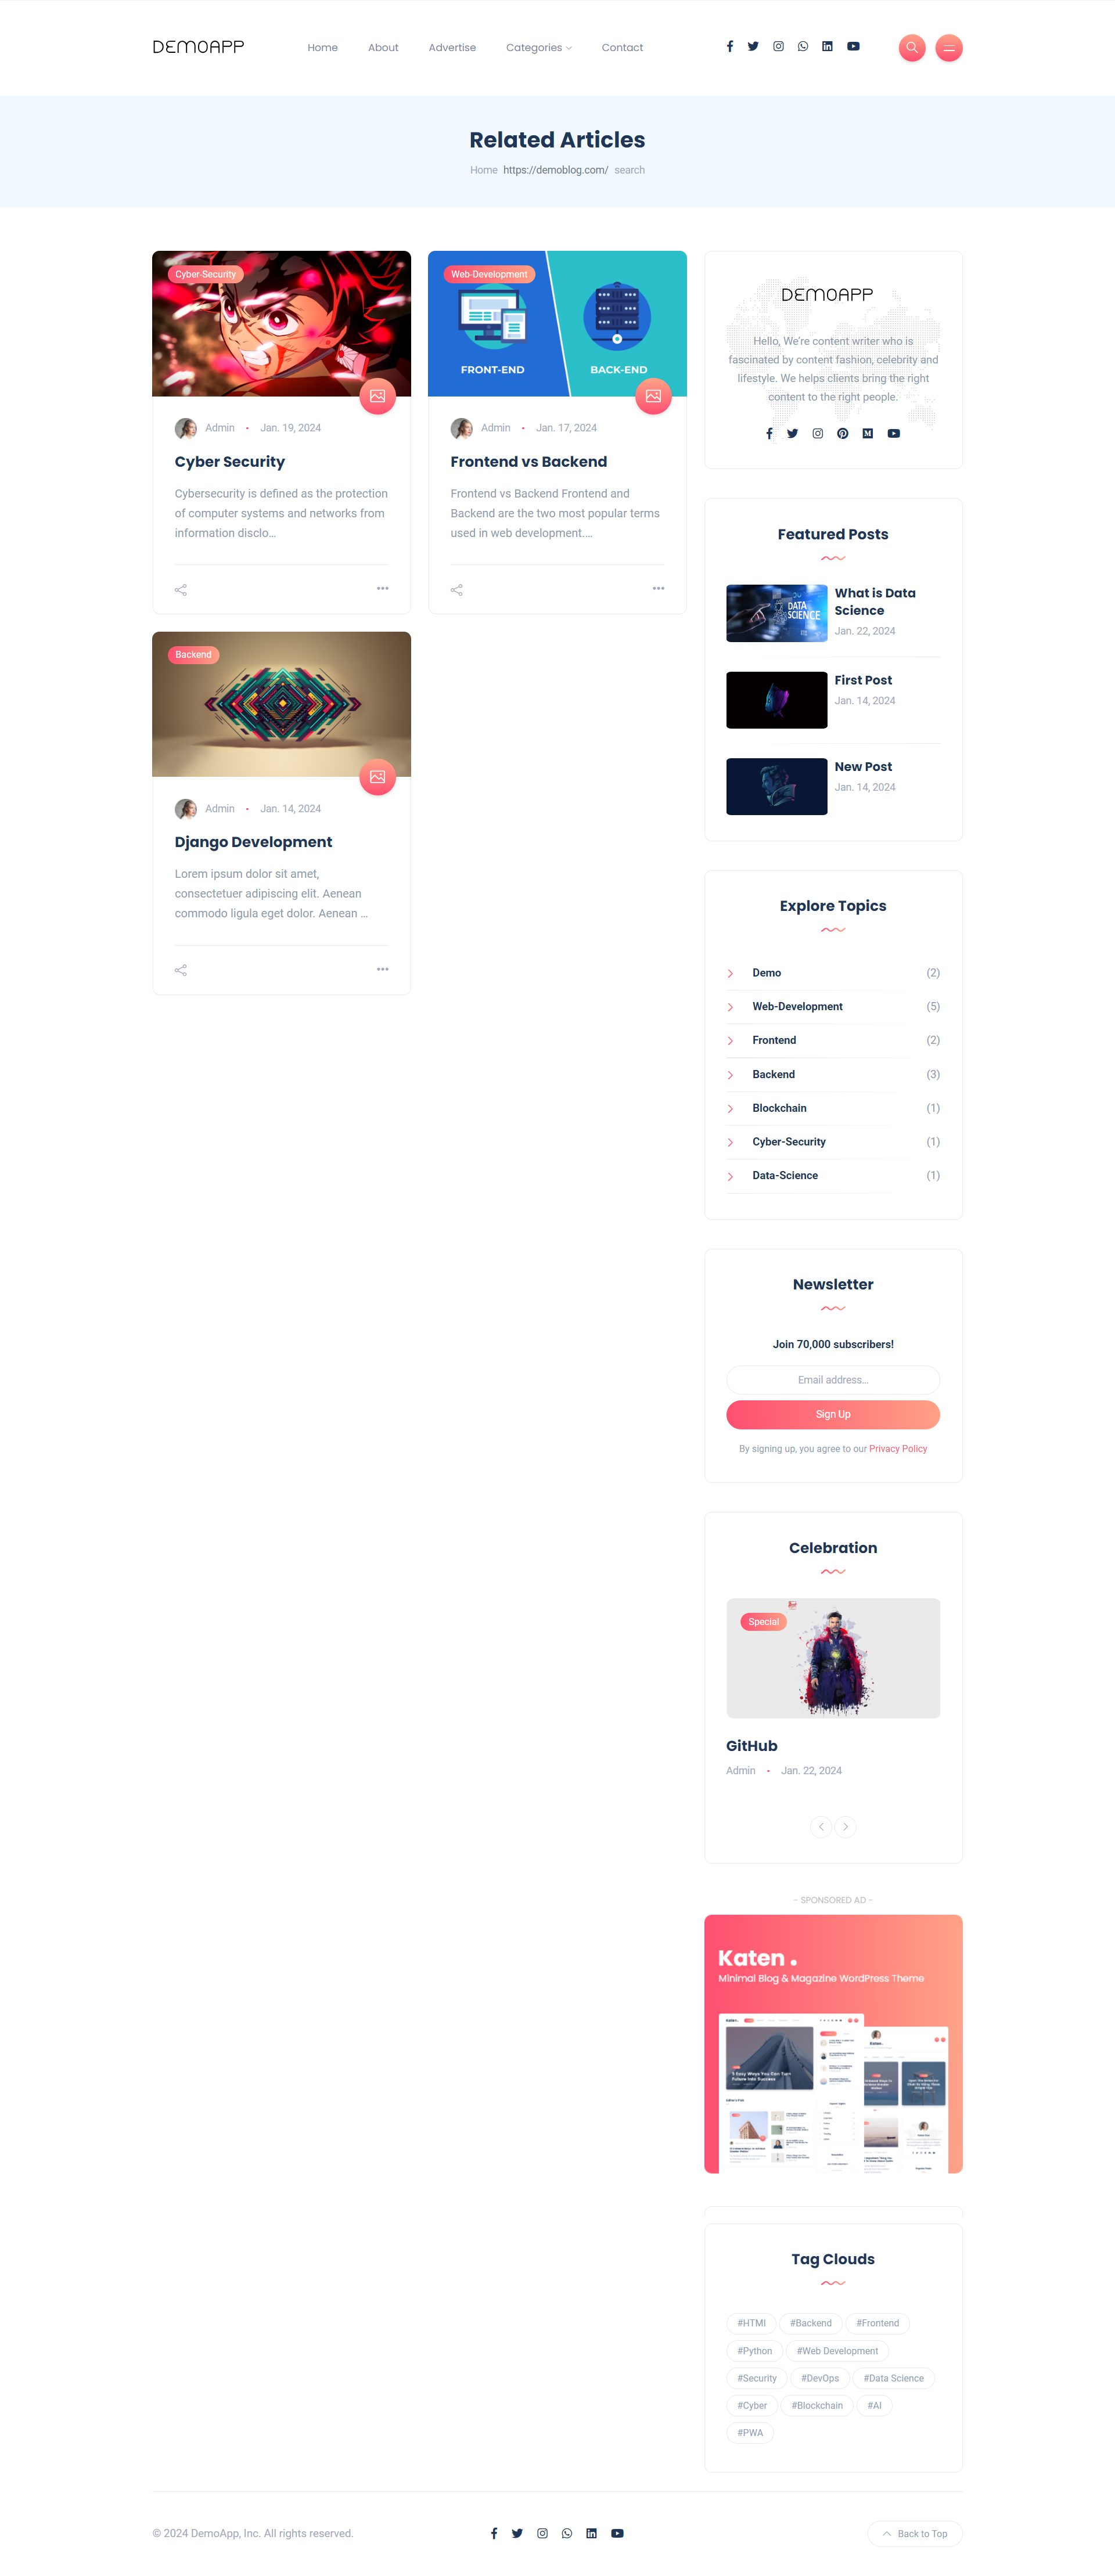 DEMOAPP
Home About Advertise Categories Contact
Related Articles
Home https://demoblog.com/ search
Cyber-Security
Admin • Jan. 19, 2024
Cyber Security
Cybersecurity is defined as the protection
of computer systems and networks from
information disclo…
Web-Development
FRONT-END
BACK-END
Admin • Jan. 17, 2024
Frontend vs Backend
Frontend vs Backend Frontend and
Backend are the two most popular terms
used in web development.…
Backend
Admin • Jan. 14, 2024
Django Development
Lorem ipsum dolor sit amet,
consectetuer adipiscing elit. Aenean
commodo ligula eget dolor. Aenean …
DEMOAPP
Hello, We're content writer who is
fascinated by content fashion, celebrity and
lifestyle. We helps clients bring the right
content to the right people.
Featured Posts
DATA
SCIENCE
What is Data
Science
Jan. 22, 2024
First Post
Jan. 14, 2024
New Post
Jan. 14, 2024
Explore Topics
Demo (2)
Web-Development (5)
Frontend (2)
Backend (3)
Blockchain (1)
Cyber-Security (1)
Data-Science (1)
Newsletter
Join 70,000 subscribers!
Email address…
Sign Up
By signing up, you agree to our Privacy Policy
Celebration
Special
GitHub
Admin • Jan. 22, 2024
- SPONSORED AD -
Katen .
Minimal Blog & Magazine WordPress Theme
Katen.
5 Easy Ways You Can Turn
Future Into Success
Tag Clouds
#HTMl #Backend #Frontend
#Python #Web Development
#Security #DevOps #Data Science
#Cyber #Blockchain #AI
#PWA
© 2024 DemoApp, Inc. All rights reserved.
Back to Top